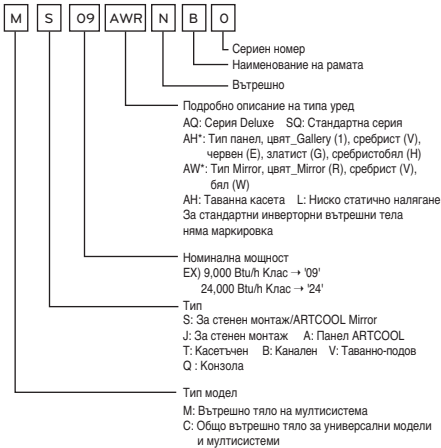 M S 09 AWR N B 0
Сериен номер
Наименование на рамата
Вътрешно
Подробно описание на типа уред
AQ: Серия Deluxe SQ: Стандартна серия
AH*: Тип панел, цвят_Gallery (1), сребрист (V),
червен (E), златист (G), сребристобял (H)
AW*: Тип Mirror, цвят_Mirror (R), сребрист (V),
бял (W)
AH: Таванна касета L: Ниско статично налягане
За стандартни инверторни вътрешни тела
няма маркировка
Номинална мощност
EX) 9,000 Btu/h Клас → '09'
24,000 Btu/h Клас → '24'
Тип
S: За стенен монтаж/ARTCOOL Mirror
J: За стенен монтаж A: Панел ARTCOOL
T: Касетъчен B: Канален V: Таванно-подов
Q : Конзола
Тип модел
M: Вътрешно тяло на мултисистема
C: Общо вътрешно тяло за универсални модели
и мултисистеми